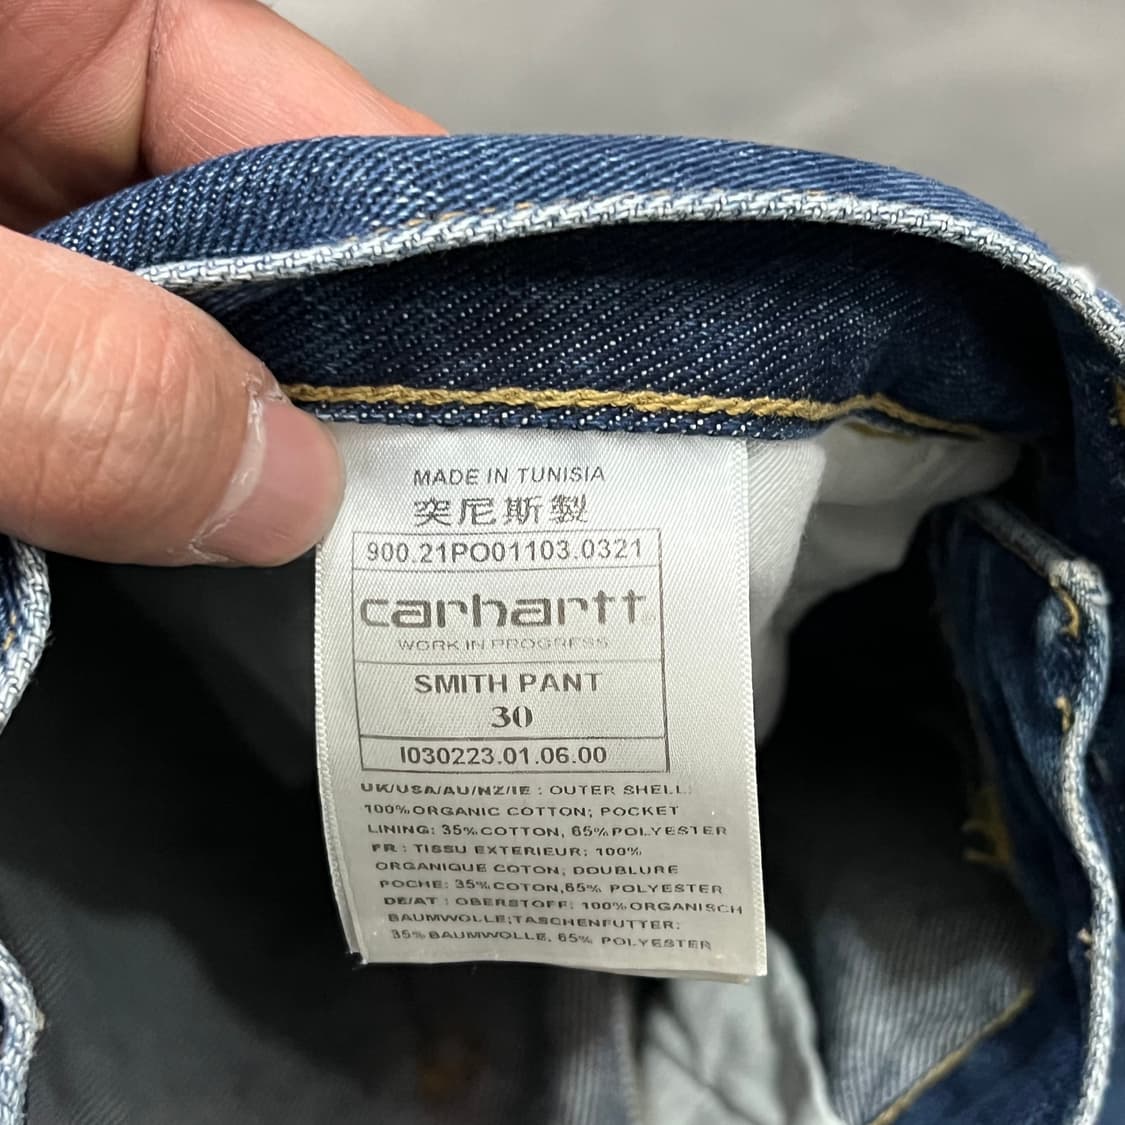 MADE IN TUNISIA
突尼斯製
900.21PO01103.0321
carhartt
WORK IN PROGRESS
SMITH PANT
30
I030223.01.06.00
UK/USA/AU/NZ/IE : OUTER SHELL:
100% ORGANIC COTTON; POCKET
LINING: 35% COTTON, 65% POLYESTER
FR : TISSU EXTERIEUR: 100%
ORGANIQUE COTON; DOUBLURE
POCHE: 35% COTON, 65% POLYESTER
DE/AT : OBERSTOFF: 100% ORGANISCH
BAUMWOLLE; TASCHENFUTTER:
35% BAUMWOLLE, 65% POLYESTER